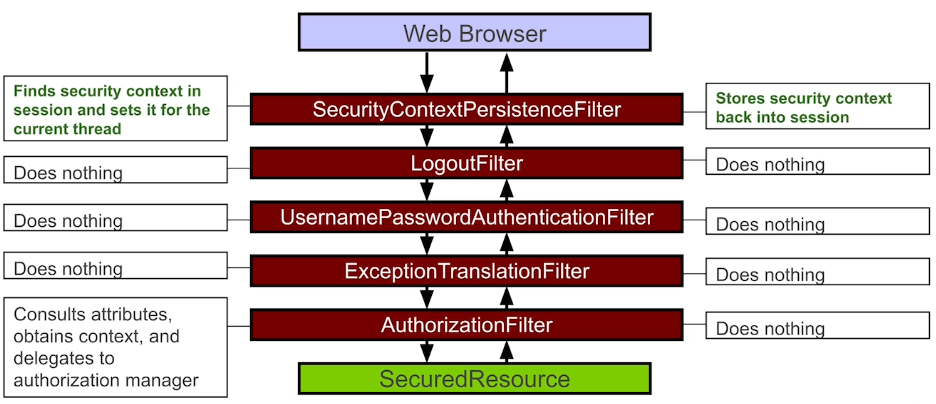 Web Browser
Finds security context in
session and sets it for the
current thread
SecurityContextPersistenceFilter
Stores security context
back into session
Does nothing
LogoutFilter
Does nothing
Does nothing
UsernamePasswordAuthenticationFilter
Does nothing
Does nothing
ExceptionTranslationFilter
Does nothing
Consults attributes,
obtains context, and
delegates to
authorization manager
AuthorizationFilter
Does nothing
SecuredResource